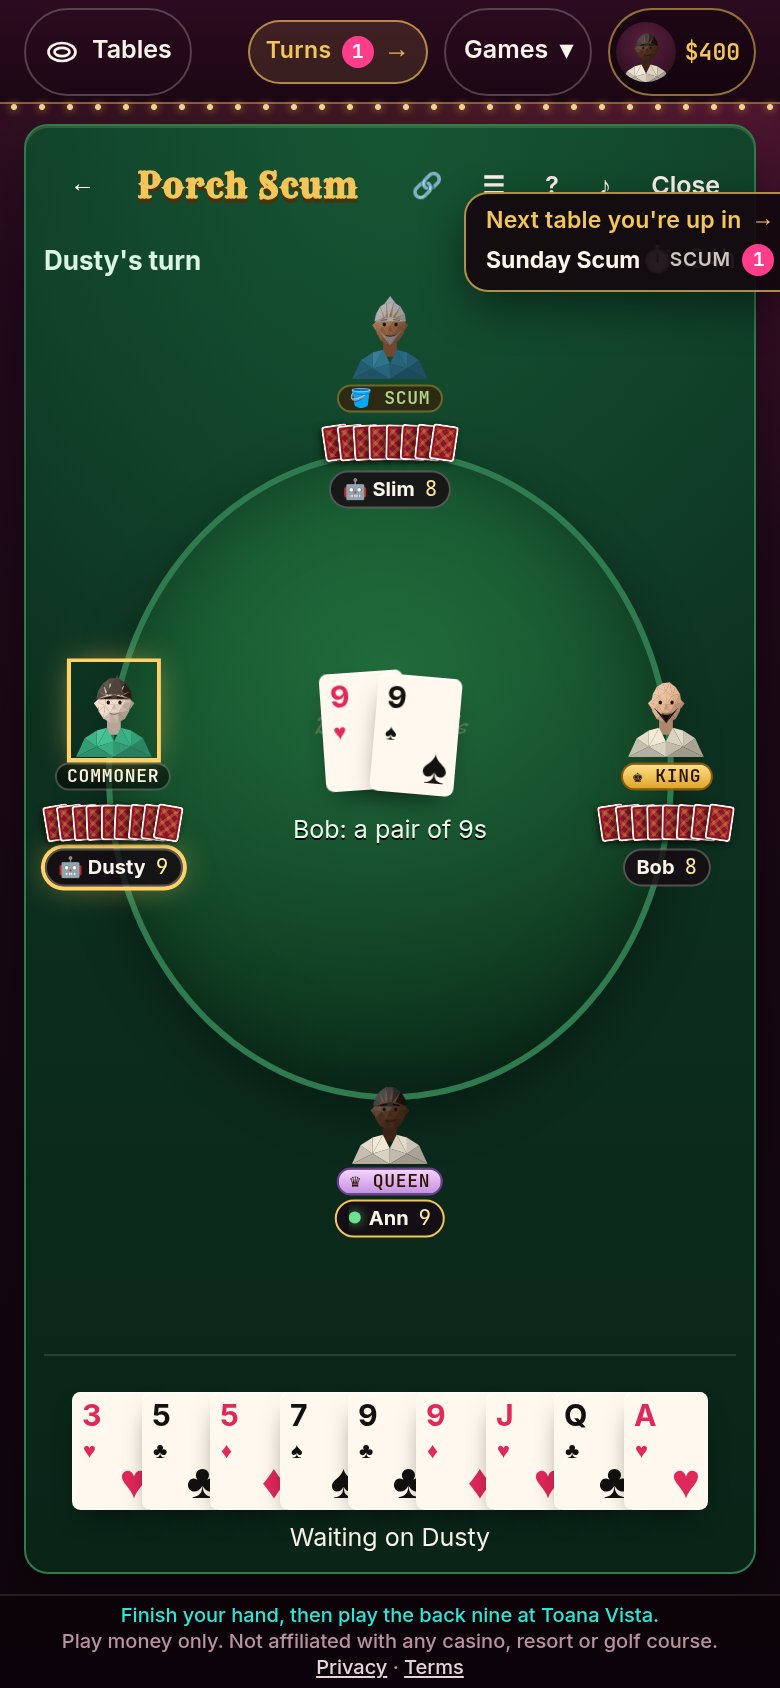 Tables
Turns 1 →
Games ▼
$400
← Porch Scum 🔗 ☰ ? ♪ Close
Next table you're up in →
Sunday Scum SCUM 1
Dusty's turn
SCUM
🤖 Slim 8
9 ♥ 9 ♠
COMMONER
♚ KING
Bob: a pair of 9s
🤖 Dusty 9
Bob 8
♛ QUEEN
Ann 9
3 5 5 7 9 9 J Q A
Waiting on Dusty
Finish your hand, then play the back nine at Toana Vista.
Play money only. Not affiliated with any casino, resort or golf course.
Privacy · Terms